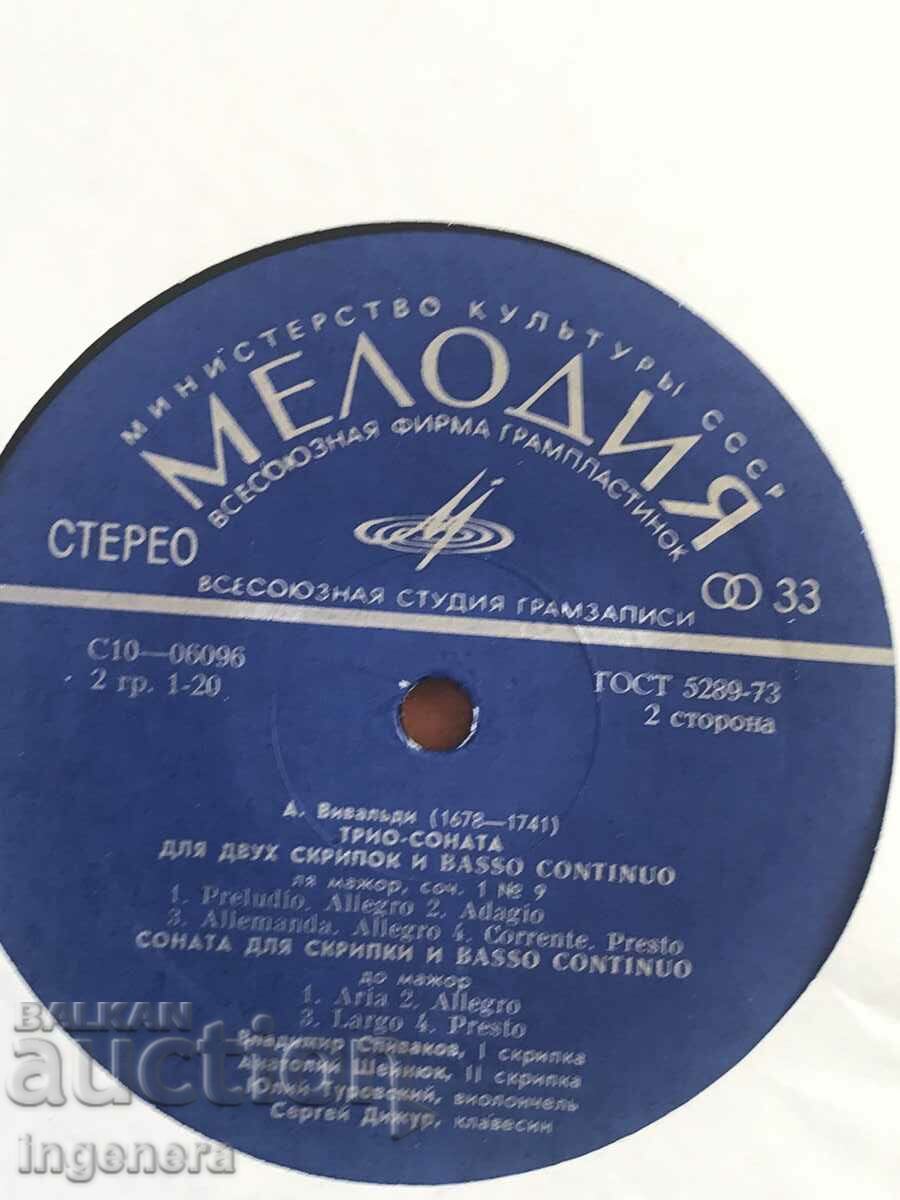 МИНИСТЕРСТВО КУЛЬТУРЫ СССР
МЕЛОДИЯ
ВСЕСОЮЗНАЯ ФИРМА ГРАМПЛАСТИНОК
СТЕРЕО
33
ВСЕСОЮЗНАЯ СТУДИЯ ГРАМЗАПИСИ
С10—06096
ГОСТ 5289-73
2 гр. 1-20
2 сторона
А. Вивальди (1678—1741)
ТРИО-СОНАТА
ДЛЯ ДВУХ СКРИПОК И BASSO CONTINUO
ля мажор, соч. 1 № 9
1. Preludio. Allegro 2. Adagio
3. Allemanda. Allegro 4. Corrente. Presto
СОНАТА ДЛЯ СКРИПКИ И BASSO CONTINUO
до мажор
1. Aria 2. Allegro
3. Largo 4. Presto
Владимир Спиваков, I скрипка
Анатолий Шейнюк, II скрипка
Юлий Туровский, виолончель
Сергей Дижур, клавесин
BALKAN
auction
ingenera